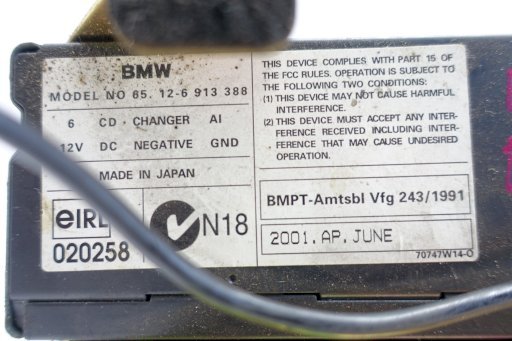 BMW
MODEL NO 65. 12-6 913 388
6 CD CHANGER AI
12V DC NEGATIVE GND
MADE IN JAPAN
020258
N18
THIS DEVICE COMPLIES WITH PART 15 OF
THE FCC RULES. OPERATION IS SUBJECT TO
THE FOLLOWING TWO CONDITIONS:
(1) THIS DEVICE MAY NOT CAUSE HARMFUL
INTERFERENCE.
(2) THIS DEVICE MUST ACCEPT ANY INTER-
FERENCE RECEIVED INCLUDING INTER-
FERENCE THAT MAY CAUSE UNDESIRED
OPERATION.
BMPT-Amtsbl Vfg 243/1991
2001.AP.JUNE
70747W14-O